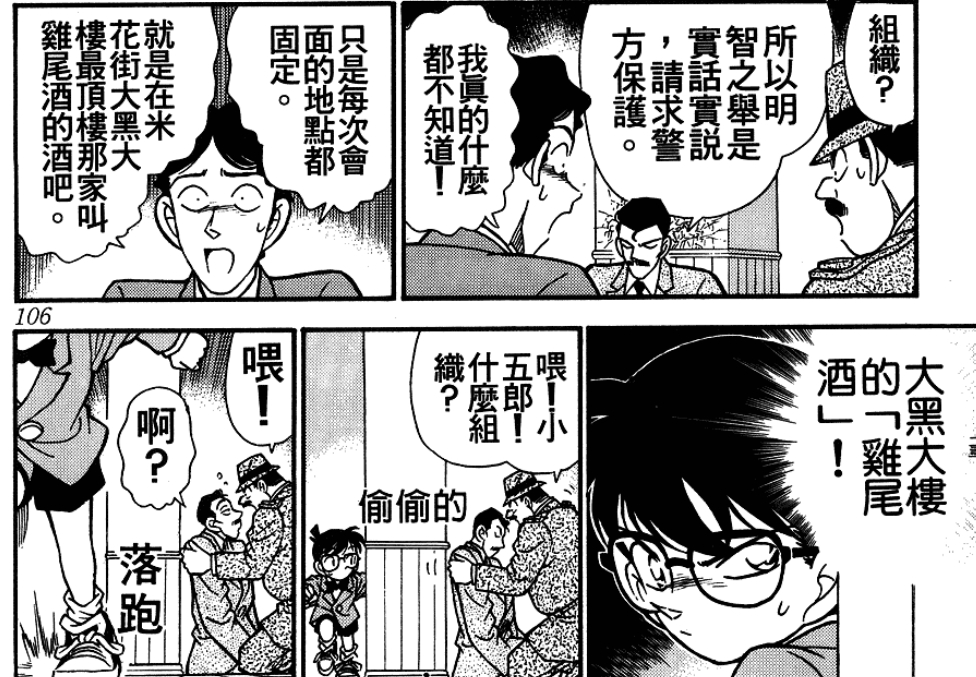 組織？
所以明
智之舉是
實話實說
，請求警
方保護。
我真的什麼
都不知道！
只是每次會
面的地點都
固定。
就是在米
花街大黑大
樓最頂樓那家叫
雞尾酒的酒吧。
106
大黑大樓
的「雞尾
酒」！
喂！小
五郎！
什麼組
織？
偷偷的
喂！
啊？
落跑